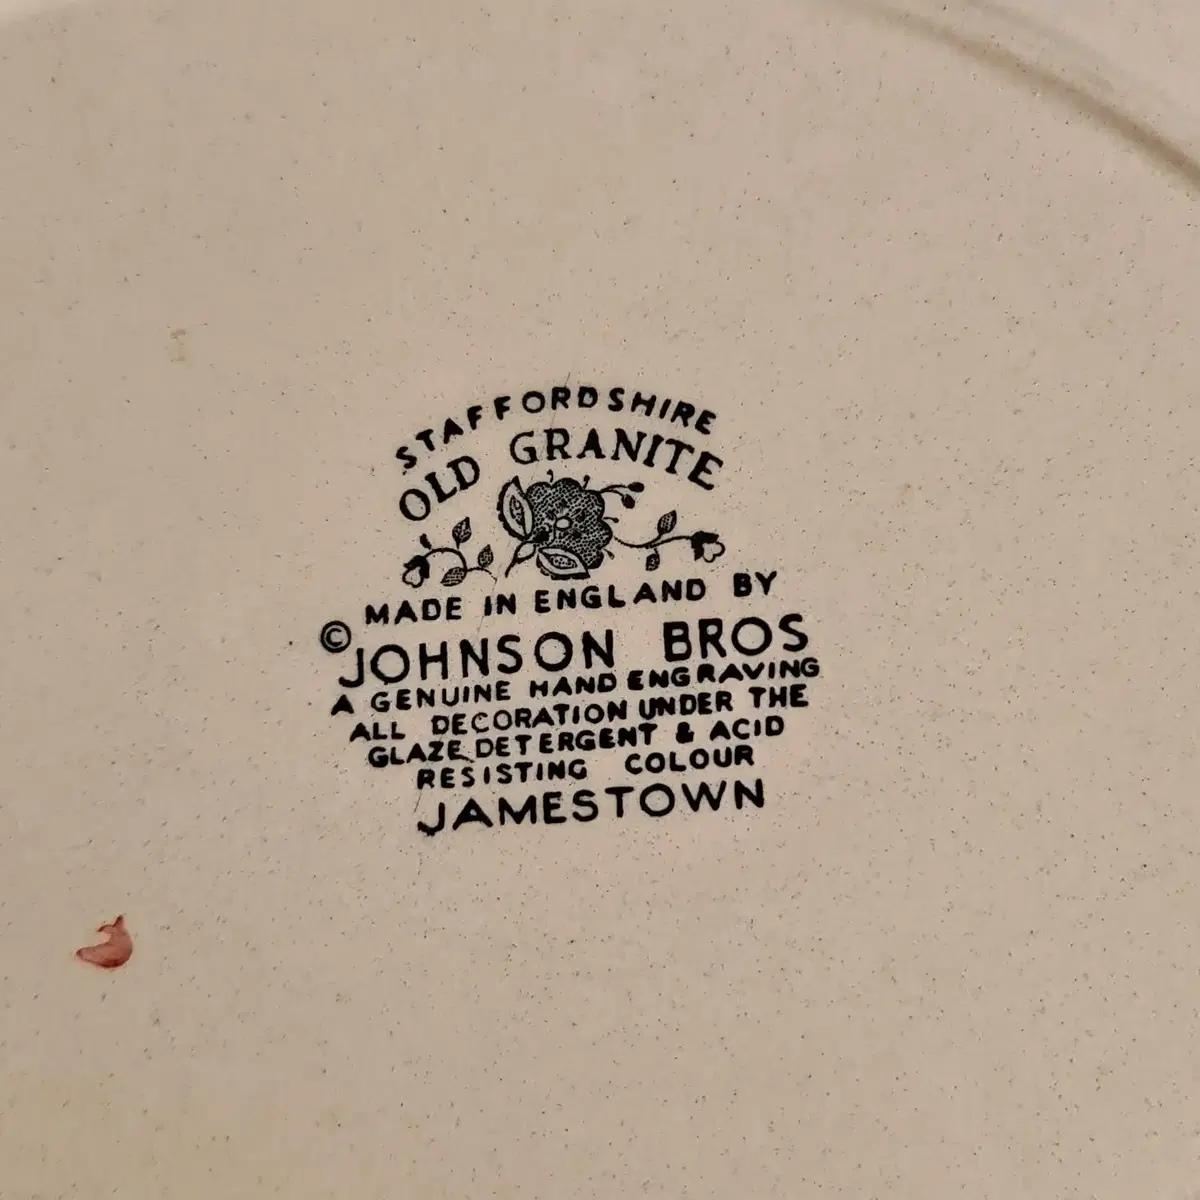 STAFFORDSHIRE
OLD GRANITE
MADE IN ENGLAND BY
© JOHNSON BROS
A GENUINE HAND ENGRAVING
ALL DECORATION UNDER THE
GLAZE DETERGENT & ACID
RESISTING COLOUR
JAMESTOWN